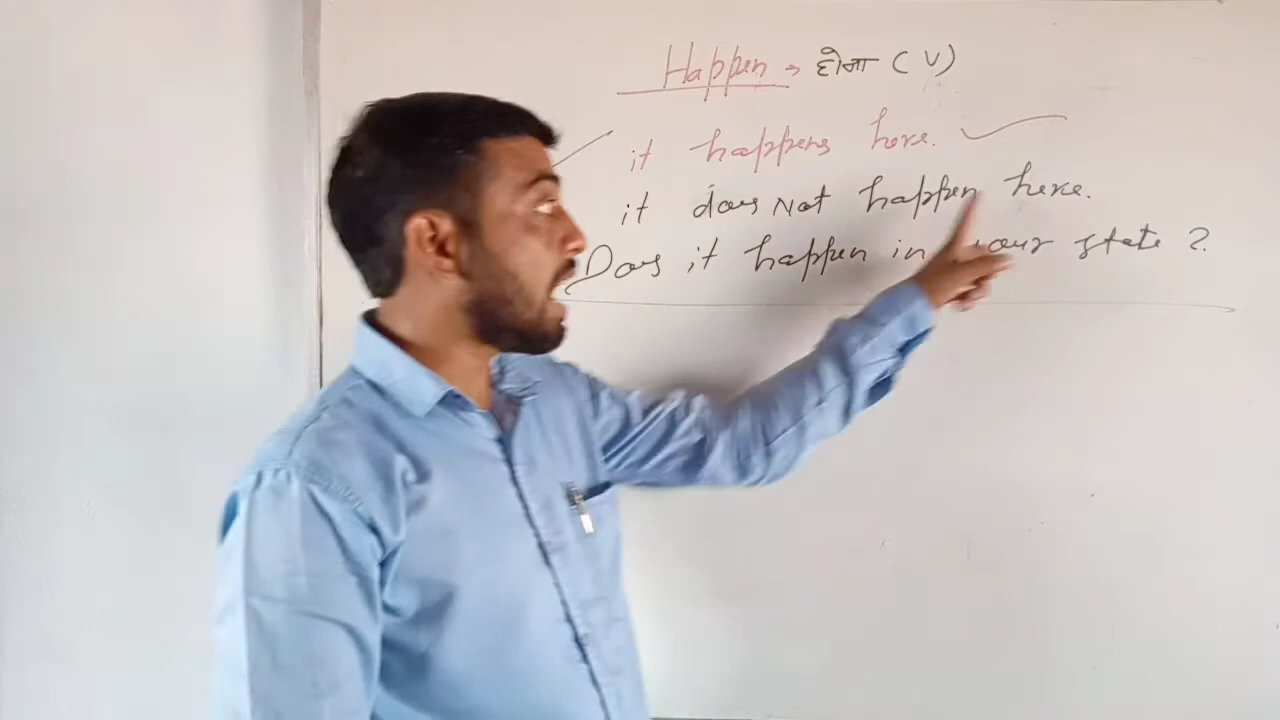 Happen → होना (V)
it happens here.
it does Not happen here.
Does it happen in your state ?